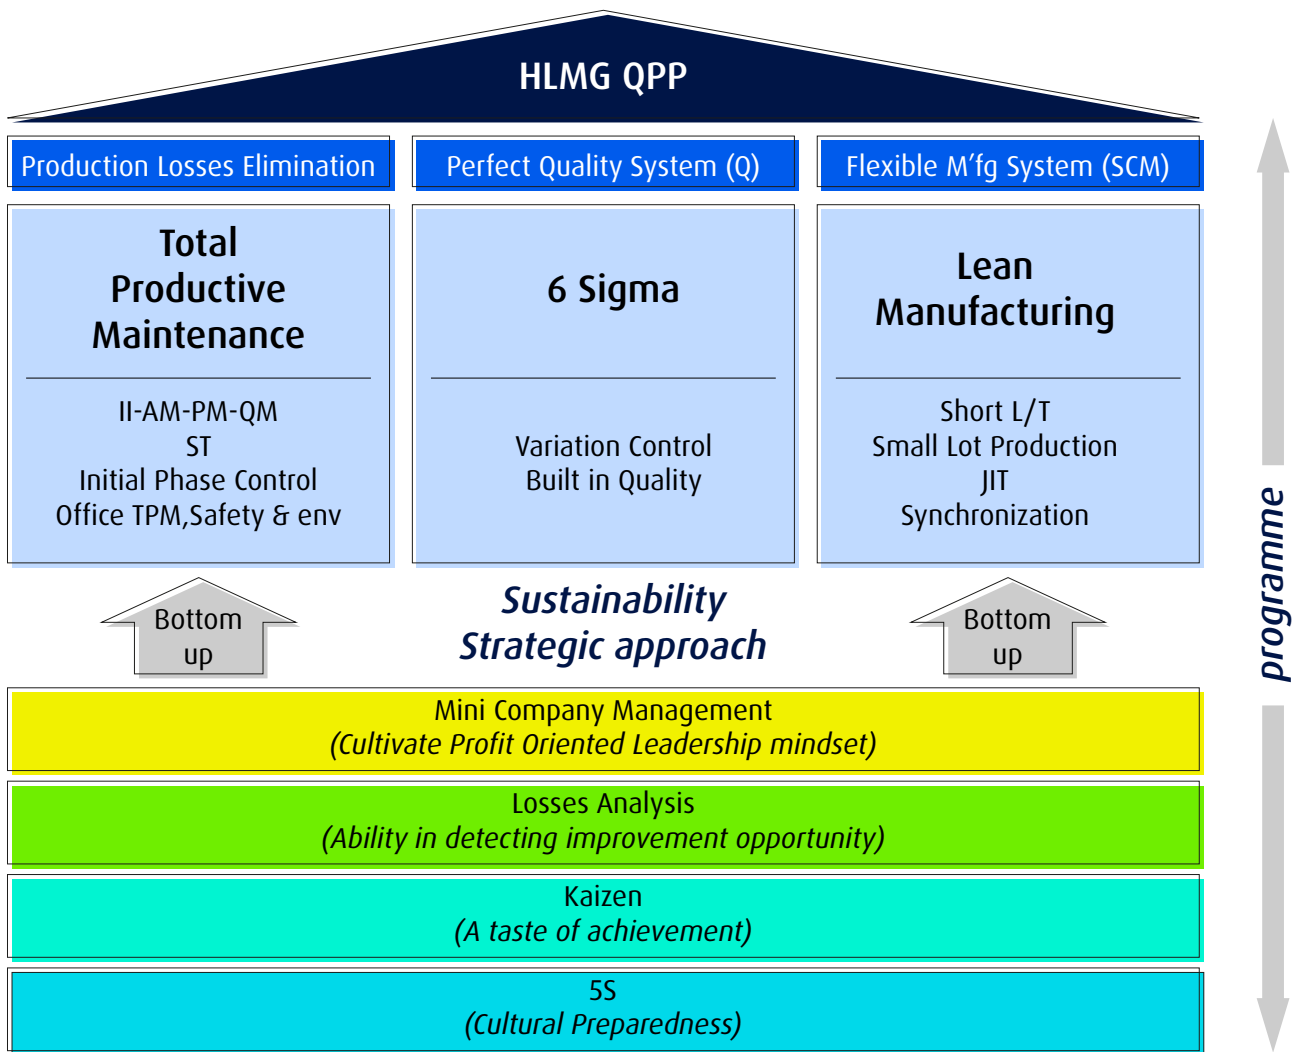 HLMG QPP
Production Losses Elimination
Perfect Quality System (Q)
Flexible M'fg System (SCM)
Total
Productive
Maintenance
II-AM-PM-QM
ST
Initial Phase Control
Office TPM,Safety & env
6 Sigma
Variation Control
Built in Quality
Lean
Manufacturing
Short L/T
Small Lot Production
JIT
Synchronization
programme
Bottom
up
Sustainability
Strategic approach
Bottom
up
Mini Company Management
(Cultivate Profit Oriented Leadership mindset)
Losses Analysis
(Ability in detecting improvement opportunity)
Kaizen
(A taste of achievement)
5S
(Cultural Preparedness)